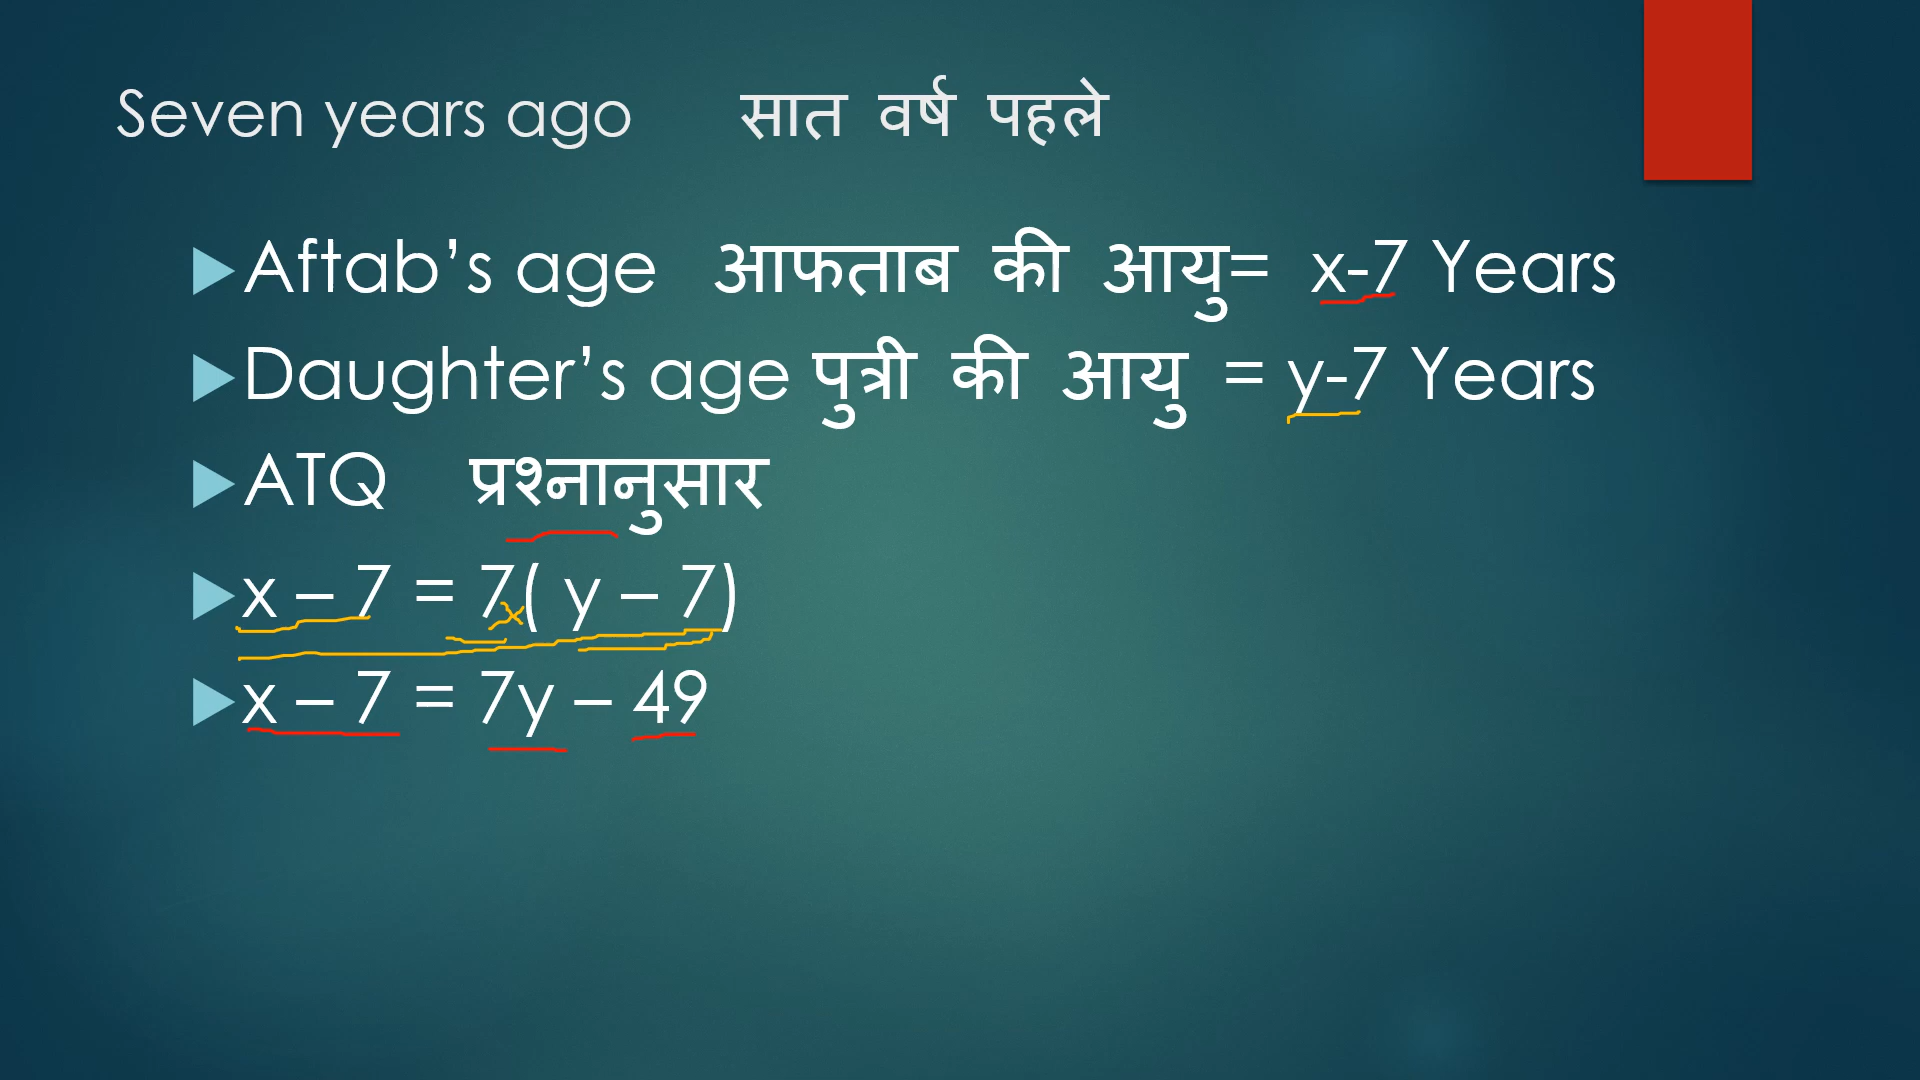 Seven years ago सात वर्ष पहले
Aftab’s age आफताब की आयु= x-7 Years
Daughter’s age पुत्री की आयु = y-7 Years
ATQ प्रश्नानुसार
x – 7 = 7( y – 7)
x – 7 = 7y – 49